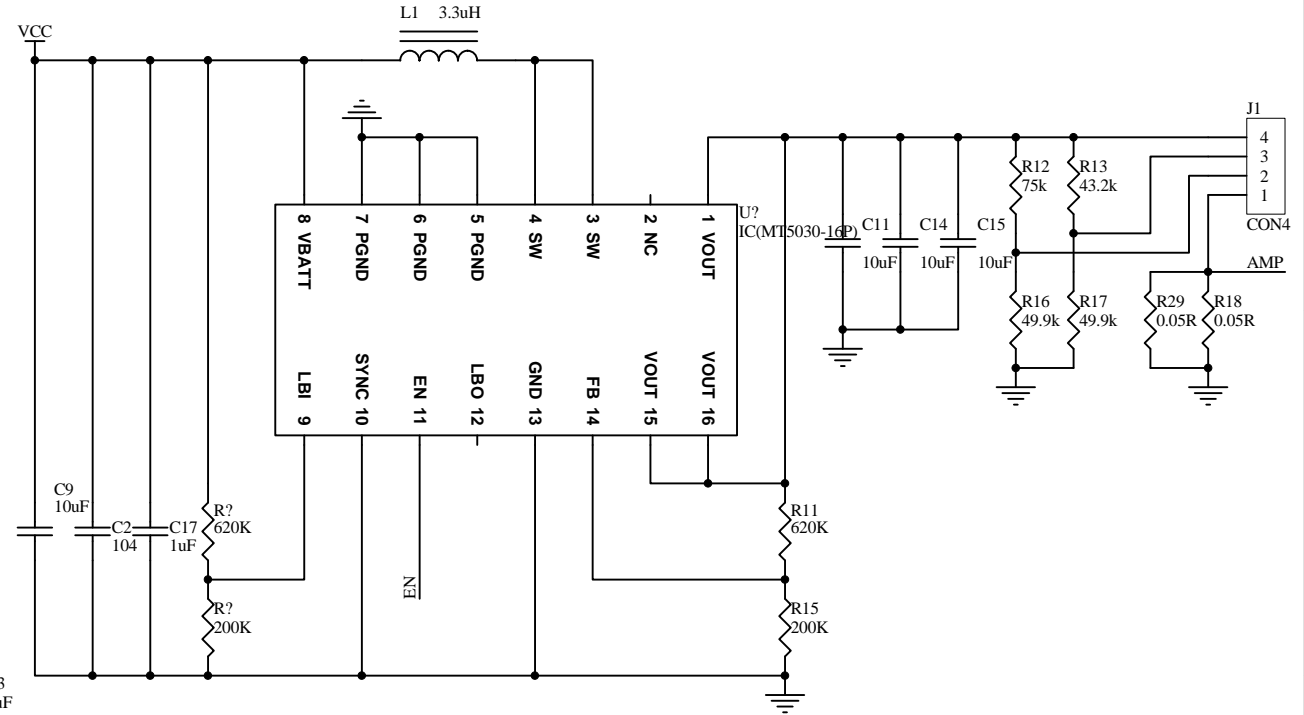 L1 3.3uH
VCC
J1
4
3
2
1
CON4
R12
75k
R13
43.2k
U?
IC(MT5030-16P)
C11
10uF
C14
10uF
C15
10uF
8 VBATT
7 PGND
6 PGND
5 PGND
4 SW
3 SW
2 NC
1 VOUT
AMP
R16
49.9k
R17
49.9k
R29
0.05R
R18
0.05R
LBI 9
SYNC 10
EN 11
LBO 12
GND 13
FB 14
VOUT 15
VOUT 16
C9
10uF
C2
104
C17
1uF
R?
620K
R11
620K
EN
R?
200K
R15
200K
3
uF